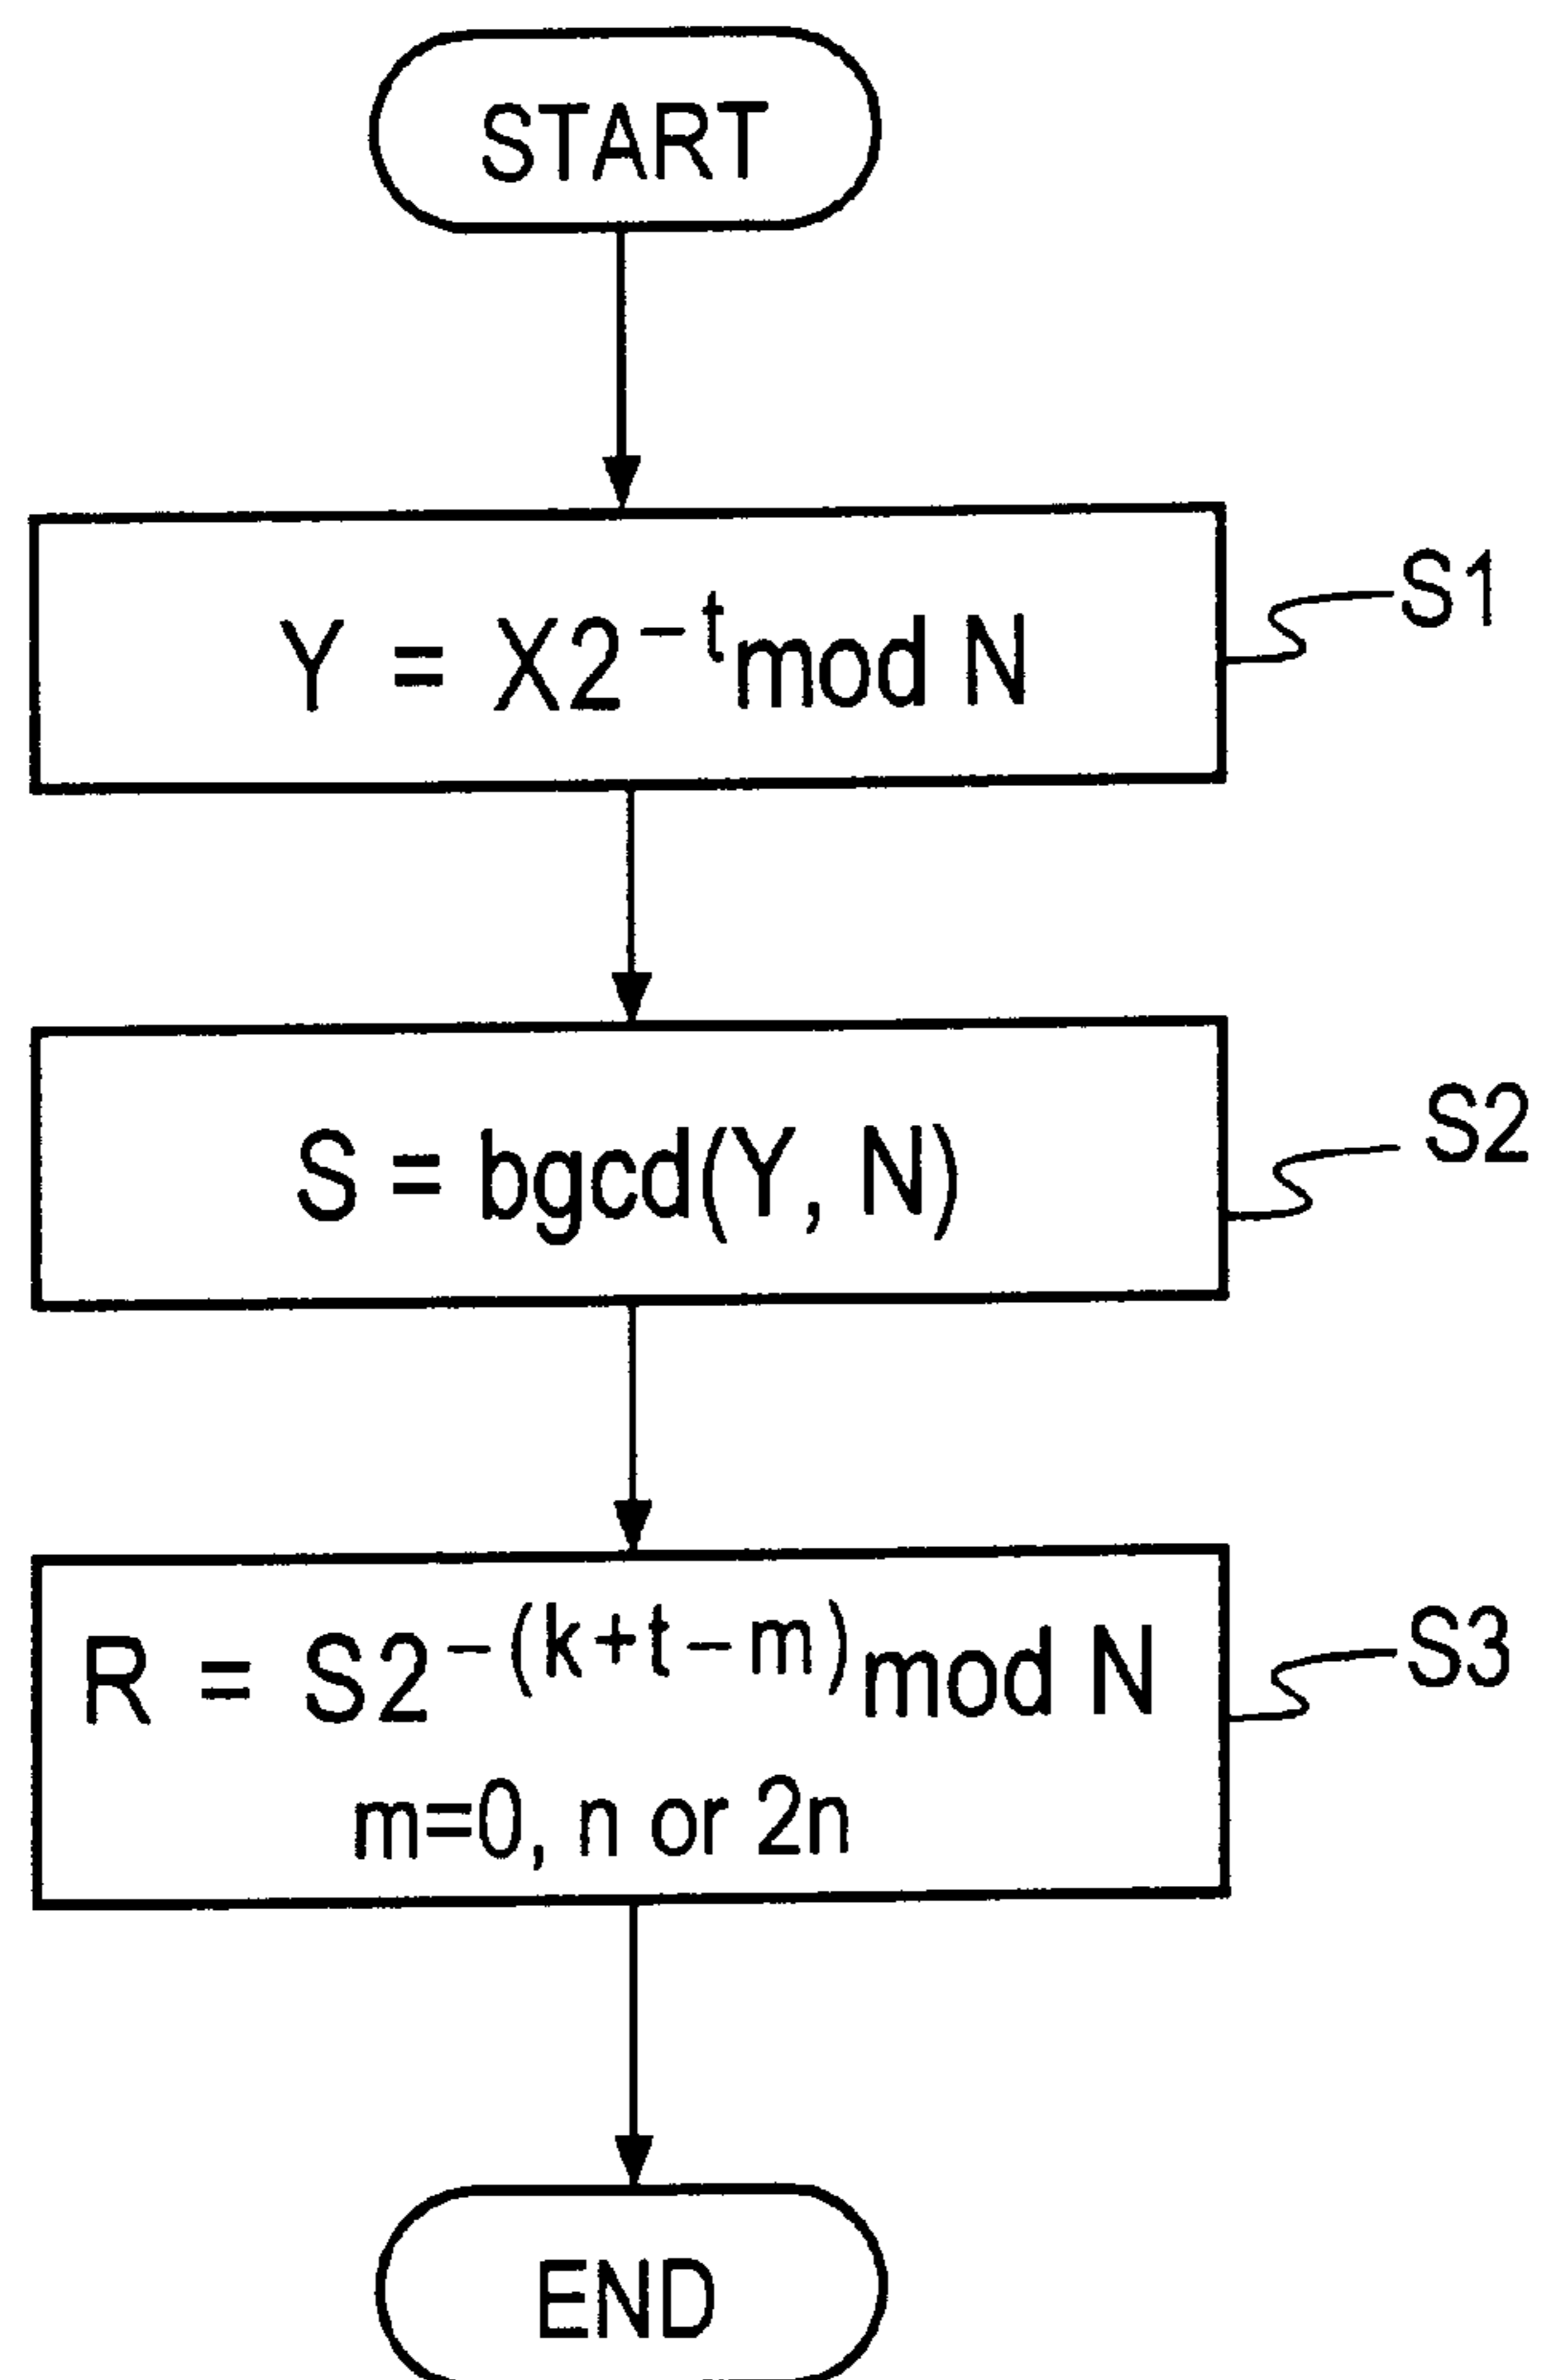 START
Y = X2^{-t} mod N
S1
S = bgcd(Y, N)
S2
R = S2^{-(k+t-m)} mod N
S3
m=0, n or 2n
END